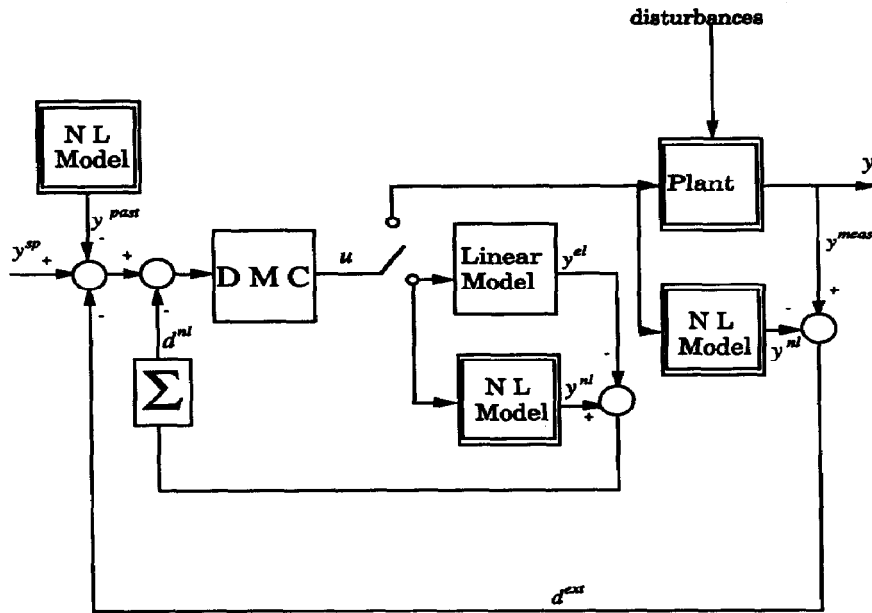 disturbances
N L
Model
y past
y sp
+
-
+
-
-
D M C
u
d nl
Σ
Linear
Model
y el
-
N L
Model
y nl
+
Plant
y
y meas
+
-
N L
Model
y nl
d ext